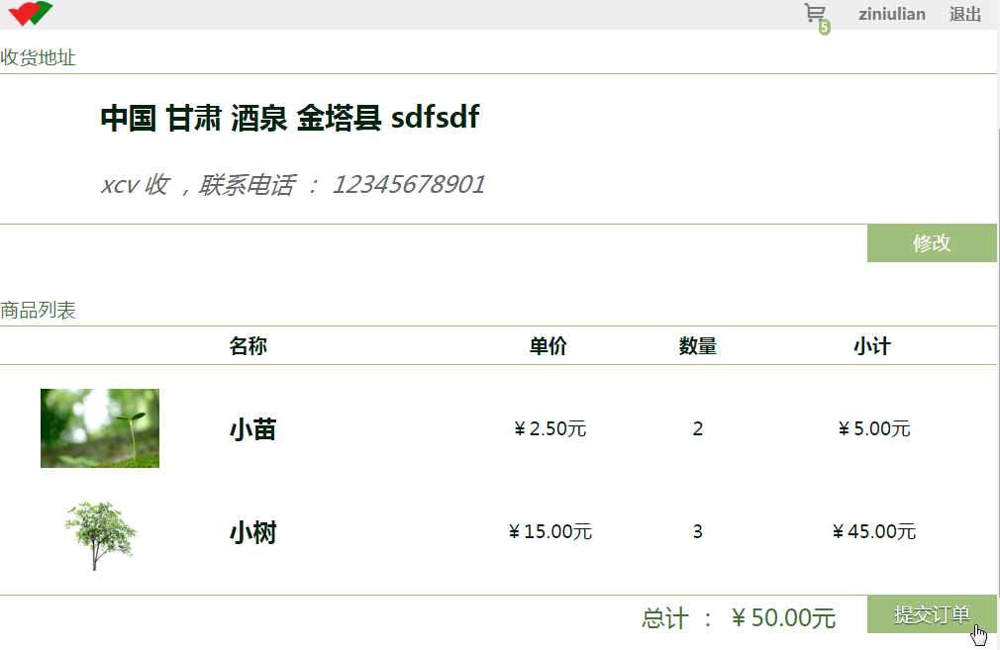 5 ziniulian 退出
收货地址
中国 甘肃 酒泉 金塔县 sdfsdf
xcv 收 ，联系电话 ： 12345678901
修改
商品列表
名称 单价 数量 小计
小苗 ¥2.50元 2 ¥5.00元
小树 ¥15.00元 3 ¥45.00元
总计 ： ¥50.00元 提交订单